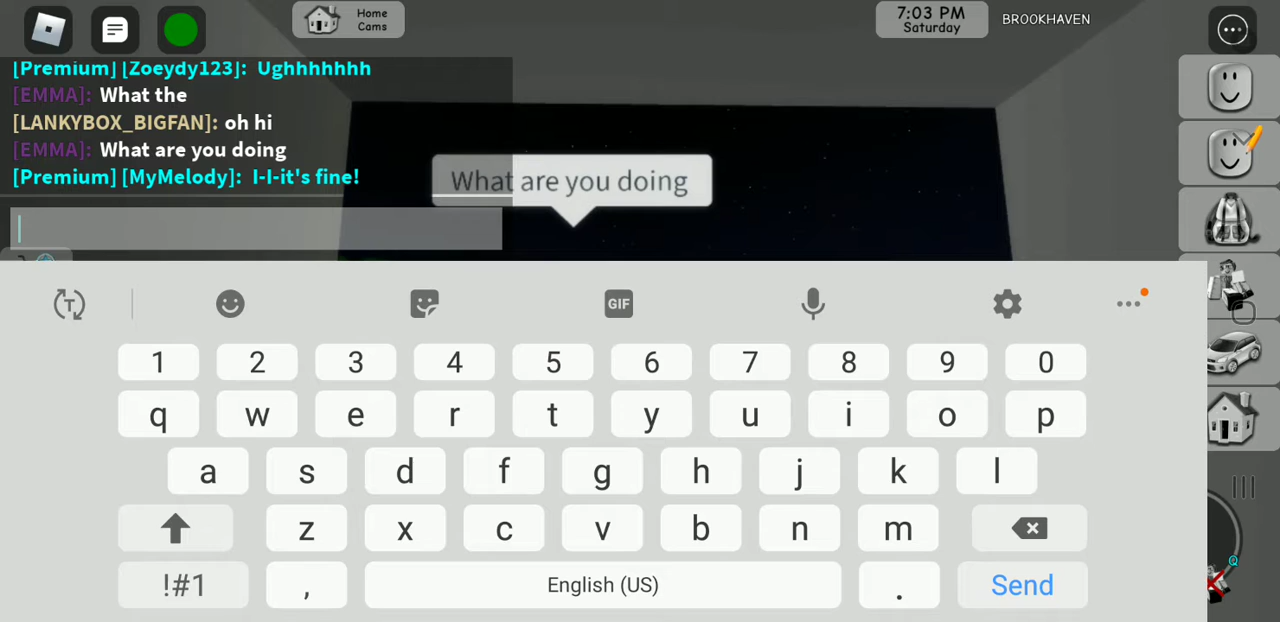 Home
Cams
7:03 PM
Saturday
BROOKHAVEN
[Premium] [Zoeydy123]: Ughhhhhhh
[EMMA]: What the
[LANKYBOX_BIGFAN]: oh hi
[EMMA]: What are you doing
[Premium] [MyMelody]: I-I-it's fine!
What are you doing
GIF
1 2 3 4 5 6 7 8 9 0
q w e r t y u i o p
a s d f g h j k l
z x c v b n m
!#1 , English (US) . Send